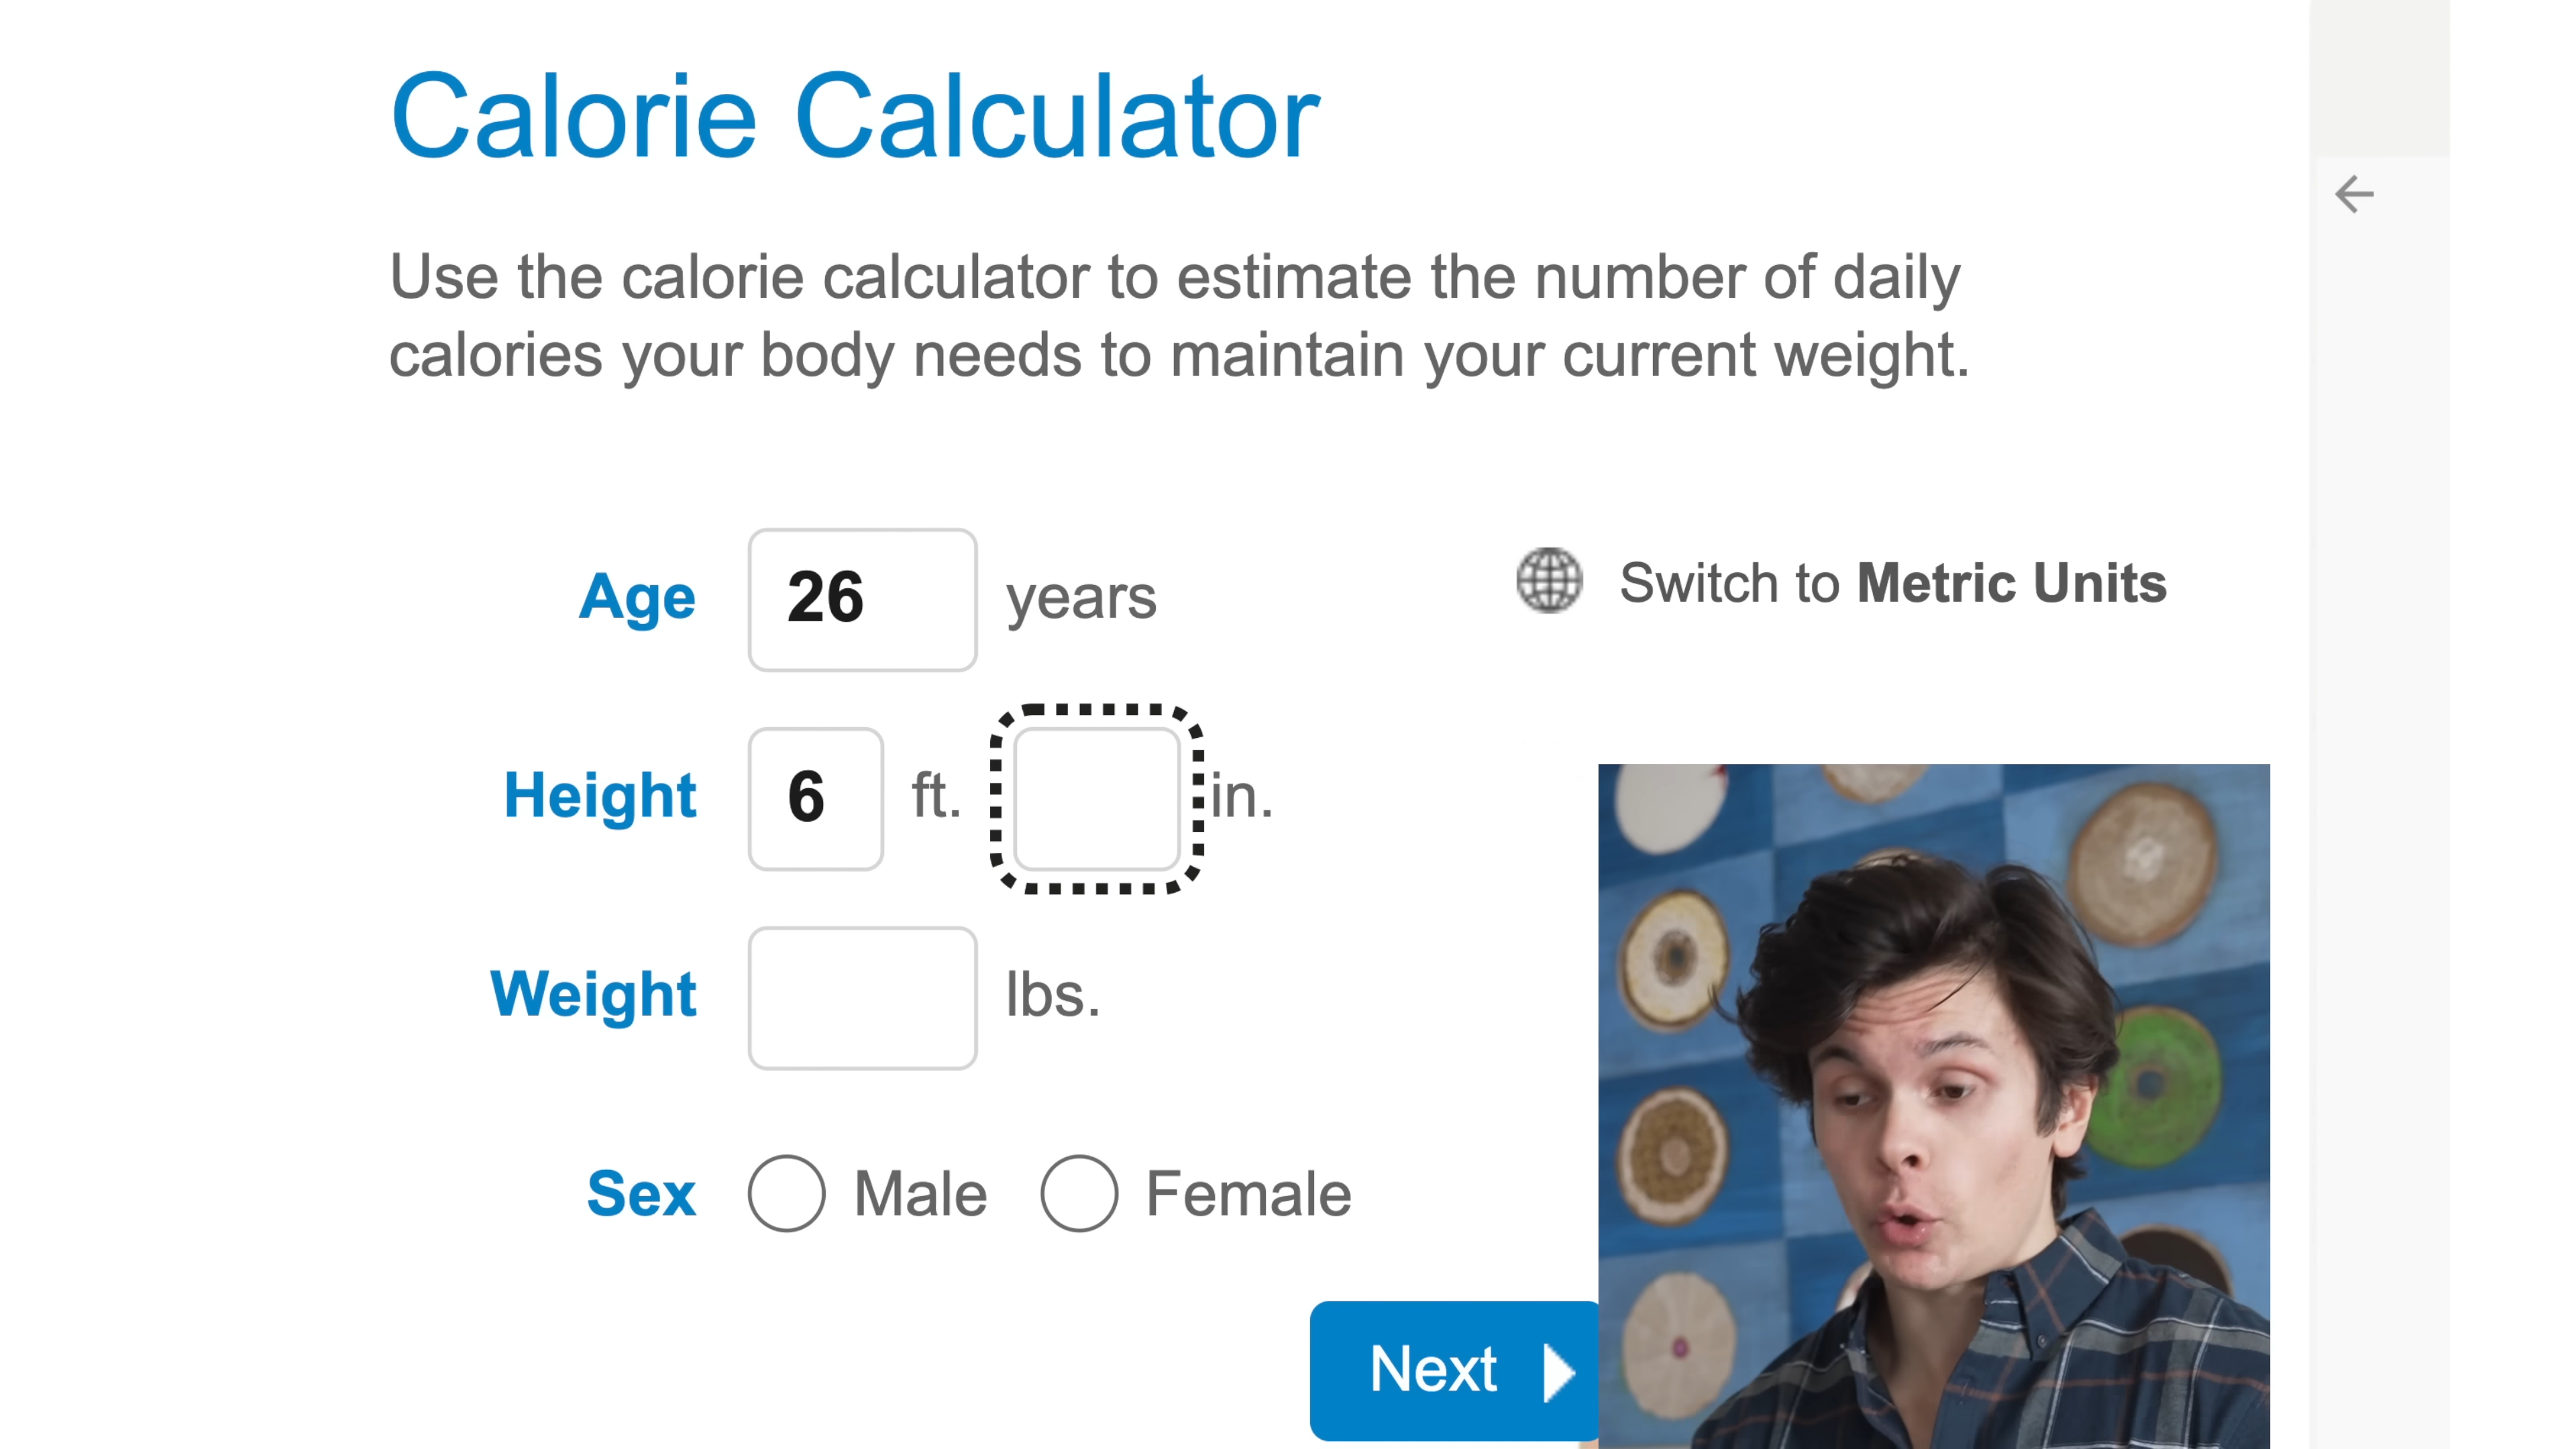 Calorie Calculator
Use the calorie calculator to estimate the number of daily
calories your body needs to maintain your current weight.
Age 26 years
Switch to Metric Units
Height 6 ft. in.
Weight lbs.
Sex Male Female
Next